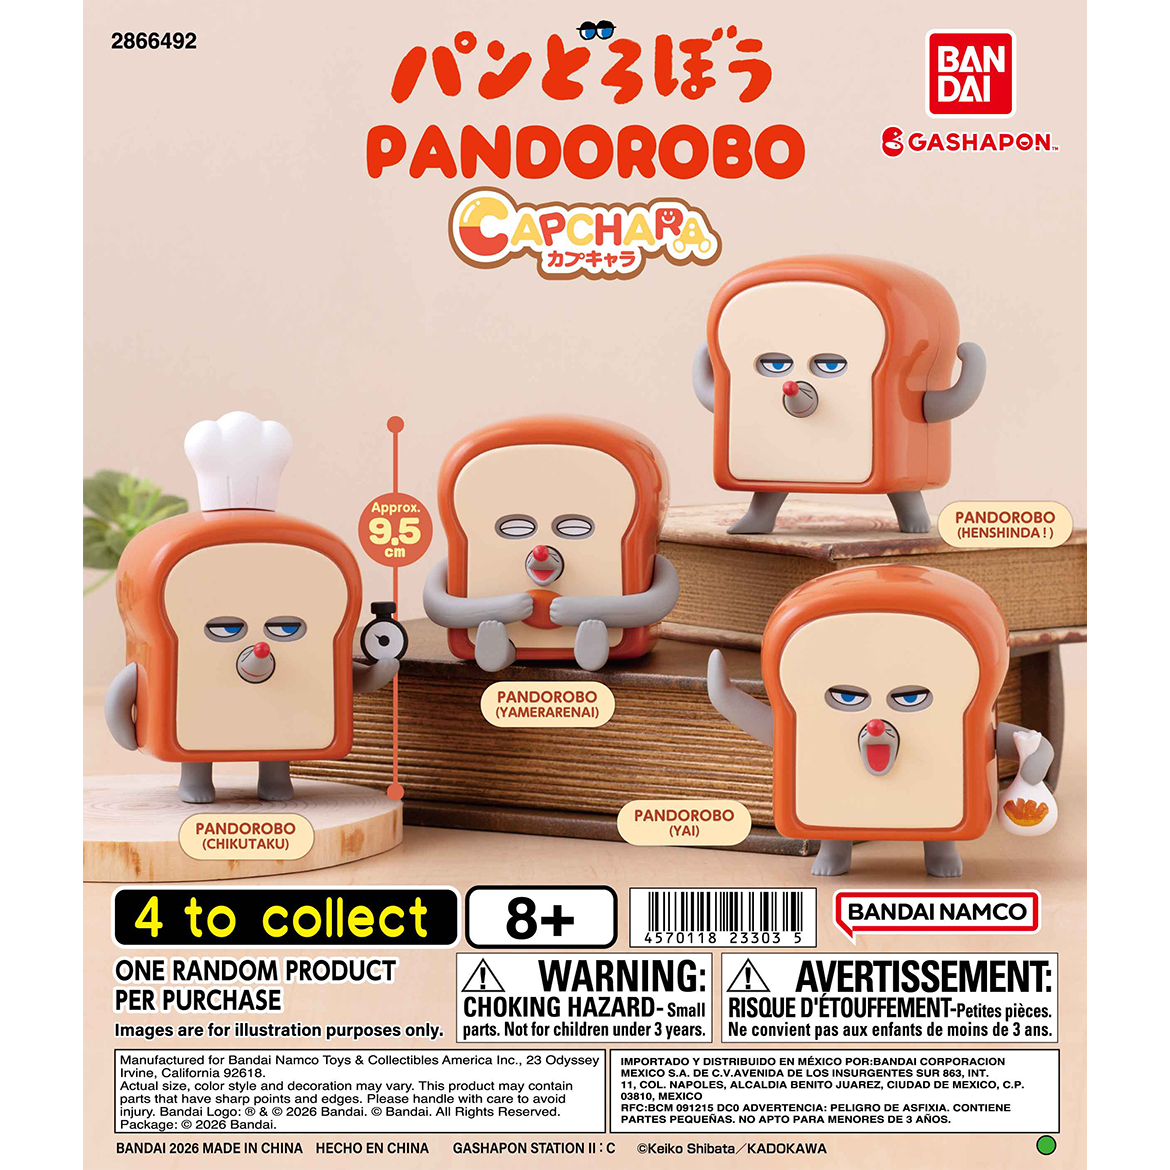 2866492
パンどろぼう
PANDOROBO
CAPCHARA
カプキャラ
BAN
DAI
GASHAPON™
Approx.
9.5
cm
PANDOROBO
(HENSHINDA!)
PANDOROBO
(YAMERARENAI)
PANDOROBO
(YAI)
PANDOROBO
(CHIKUTAKU)
4 to collect
8+
4570118 23303 5
BANDAI NAMCO
ONE RANDOM PRODUCT
PER PURCHASE
Images are for illustration purposes only.
WARNING:
CHOKING HAZARD- Small
parts. Not for children under 3 years.
AVERTISSEMENT:
RISQUE D'ÉTOUFFEMENT-Petites pièces.
Ne convient pas aux enfants de moins de 3 ans.
Manufactured for Bandai Namco Toys & Collectibles America Inc., 23 Odyssey
Irvine, California 92618.
Actual size, color style and decoration may vary. This product may contain
parts that have sharp points and edges. Please handle with care to avoid
injury. Bandai Logo: ® & © 2026 Bandai. © Bandai. All Rights Reserved.
Package: © 2026 Bandai.
IMPORTADO Y DISTRIBUIDO EN MÉXICO POR:BANDAI CORPORACION
MEXICO S.A. DE C.V.AVENIDA DE LOS INSURGENTES SUR 863, INT.
11, COL. NAPOLES, ALCALDIA BENITO JUAREZ, CIUDAD DE MEXICO, C.P.
03810, MEXICO
RFC:BCM 091215 DC0 ADVERTENCIA: PELIGRO DE ASFIXIA. CONTIENE
PARTES PEQUEÑAS. NO APTO PARA MENORES DE 3 AÑOS.
BANDAI 2026 MADE IN CHINA HECHO EN CHINA GASHAPON STATION II : C ©Keiko Shibata/KADOKAWA